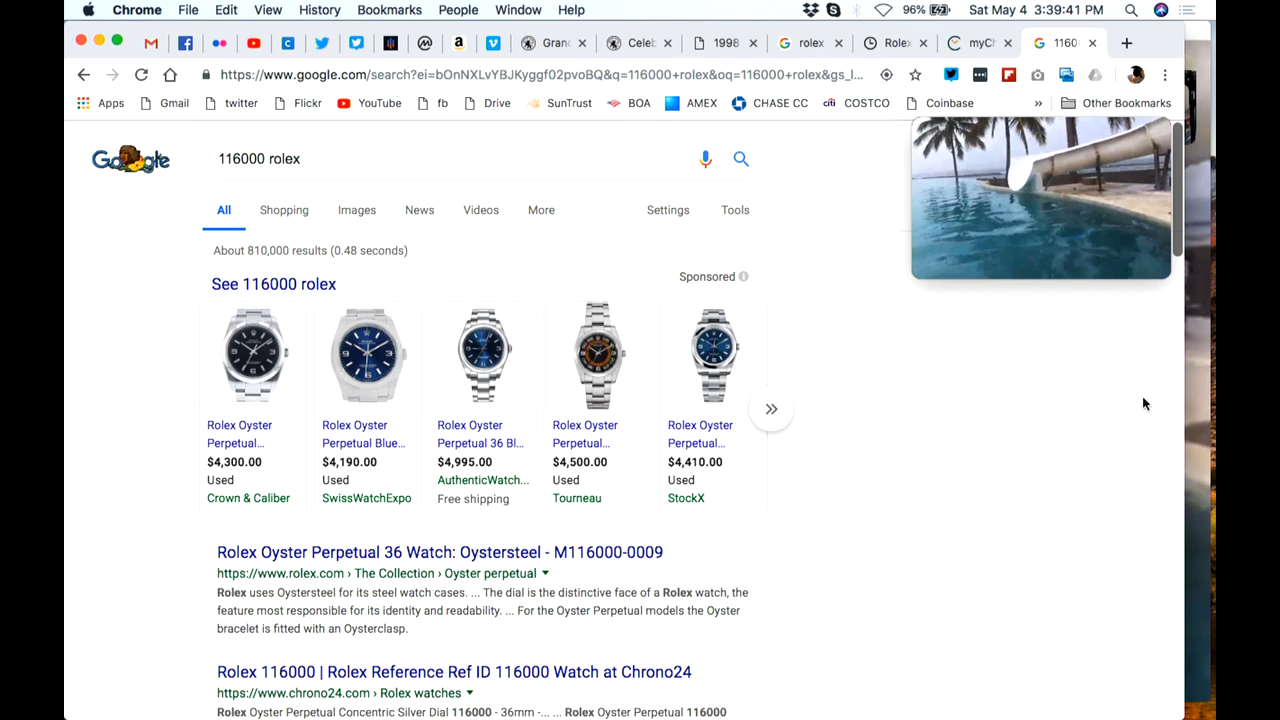 Chrome File Edit View History Bookmarks People Window Help 96% Sat May 4 3:39:41 PM
Gran Celeb 1998 rolex Rolex myCh 1160
https://www.google.com/search?ei=bOnNXLvYBJKyggf02pvoBQ&q=116000+rolex&oq=116000+rolex&gs_l...
Apps Gmail twitter Flickr YouTube fb Drive SunTrust BOA AMEX CHASE CC COSTCO Coinbase » Other Bookmarks
Google 116000 rolex
All Shopping Images News Videos More Settings Tools
About 810,000 results (0.48 seconds)
See 116000 rolex Sponsored
Rolex Oyster Rolex Oyster Rolex Oyster Rolex Oyster Rolex Oyster
Perpetual... Perpetual Blue... Perpetual 36 Bl... Perpetual... Perpetual...
$4,300.00 $4,190.00 $4,995.00 $4,500.00 $4,410.00
Used Used AuthenticWatch... Used Used
Crown & Caliber SwissWatchExpo Free shipping Tourneau StockX
Rolex Oyster Perpetual 36 Watch: Oystersteel - M116000-0009
https://www.rolex.com › The Collection › Oyster perpetual
Rolex uses Oystersteel for its steel watch cases. ... The dial is the distinctive face of a Rolex watch, the
feature most responsible for its identity and readability. ... For the Oyster Perpetual models the Oyster
bracelet is fitted with an Oysterclasp.
Rolex 116000 | Rolex Reference Ref ID 116000 Watch at Chrono24
https://www.chrono24.com › Rolex watches
Rolex Oyster Perpetual Concentric Silver Dial 116000 - 36mm -... ... Rolex Oyster Perpetual 116000